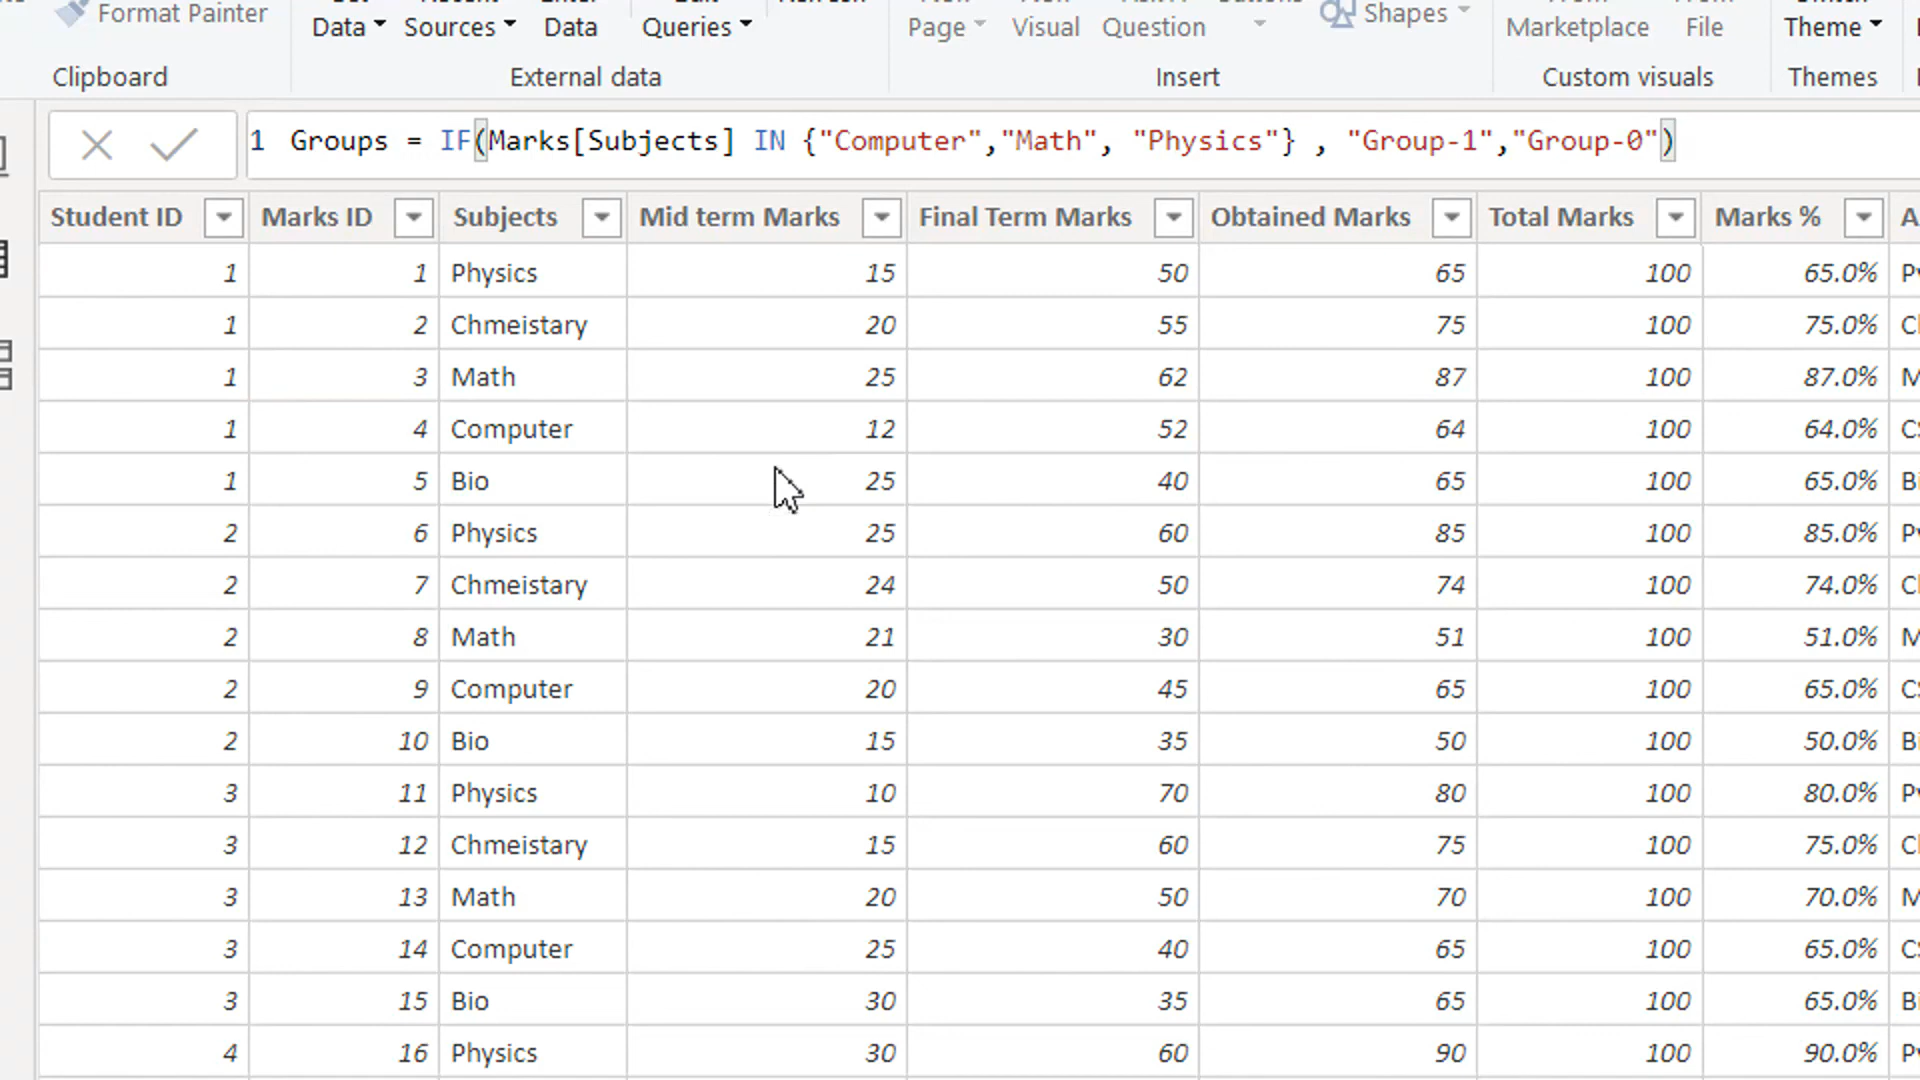 Format Painter
Data Sources Data Queries Page Visual Question Shapes Marketplace File Theme
Clipboard External data Insert Custom visuals Themes
1 Groups = IF(Marks[Subjects] IN {"Computer","Math", "Physics"} , "Group-1","Group-0")
Student ID Marks ID Subjects Mid term Marks Final Term Marks Obtained Marks Total Marks Marks %
1 1 Physics 15 50 65 100 65.0%
1 2 Chmeistary 20 55 75 100 75.0%
1 3 Math 25 62 87 100 87.0%
1 4 Computer 12 52 64 100 64.0%
1 5 Bio 25 40 65 100 65.0%
2 6 Physics 25 60 85 100 85.0%
2 7 Chmeistary 24 50 74 100 74.0%
2 8 Math 21 30 51 100 51.0%
2 9 Computer 20 45 65 100 65.0%
2 10 Bio 15 35 50 100 50.0%
3 11 Physics 10 70 80 100 80.0%
3 12 Chmeistary 15 60 75 100 75.0%
3 13 Math 20 50 70 100 70.0%
3 14 Computer 25 40 65 100 65.0%
3 15 Bio 30 35 65 100 65.0%
4 16 Physics 30 60 90 100 90.0%